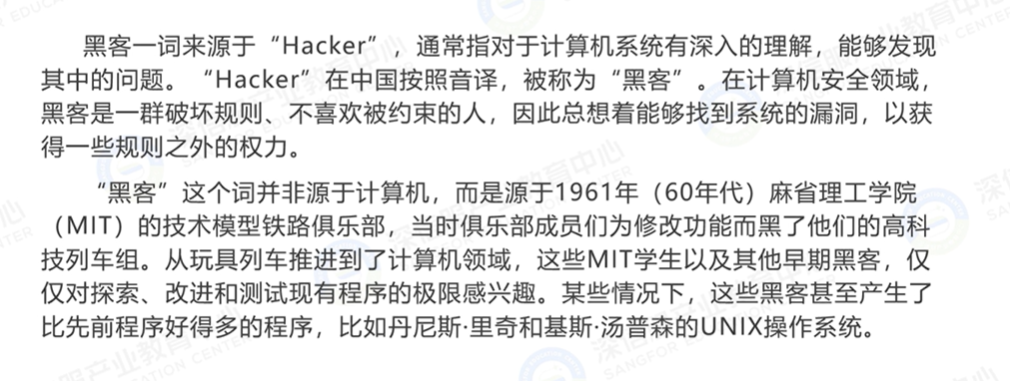 黑客一词来源于“Hacker”，通常指对于计算机系统有深入的理解，能够发现
其中的问题。“Hacker”在中国按照音译，被称为“黑客”。在计算机安全领域，
黑客是一群破坏规则、不喜欢被约束的人，因此总想着能够找到系统的漏洞，以获
得一些规则之外的权力。
“黑客”这个词并非源于计算机，而是源于1961年（60年代）麻省理工学院
（MIT）的技术模型铁路俱乐部，当时俱乐部成员们为修改功能而黑了他们的高科
技列车组。从玩具列车推进到了计算机领域，这些MIT学生以及其他早期黑客，仅
仅对探索、改进和测试现有程序的极限感兴趣。某些情况下，这些黑客甚至产生了
比先前程序好得多的程序，比如丹尼斯·里奇和基斯·汤普森的UNIX操作系统。
深信服产业教育中心
SANGFOR EDUCATION CENTER